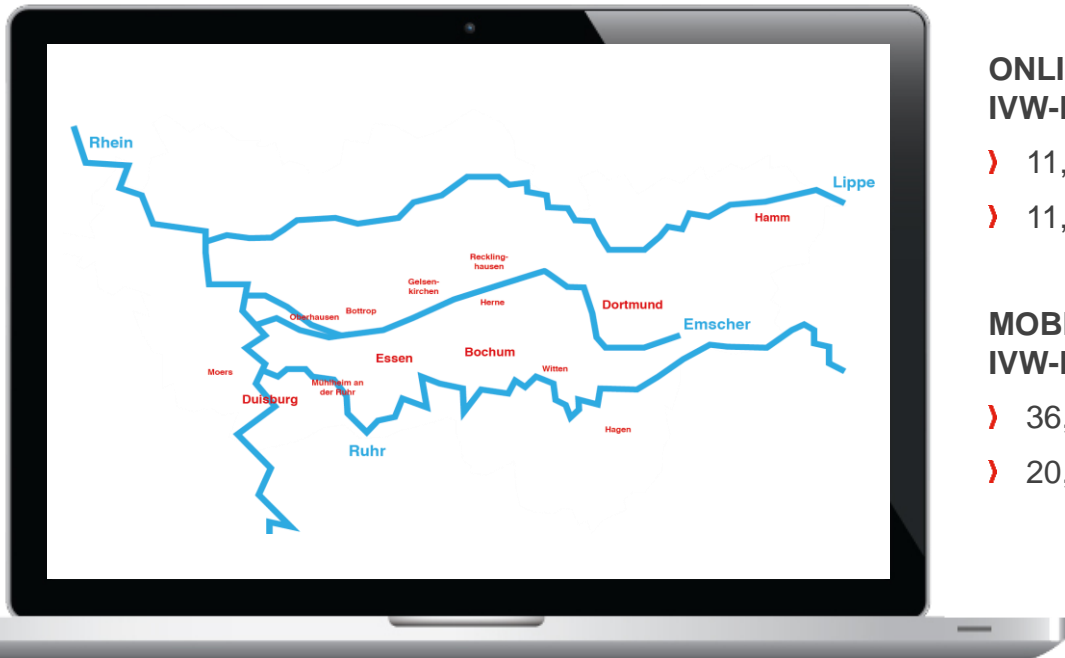 Rhein
Lippe
Hamm
Reckling-
hausen
Gelsen-
kirchen
Herne
Bottrop
Oberhausen
Dortmund
Emscher
Bochum
Essen
Witten
Moers
Mühlheim an
der Ruhr
Duisburg
Hagen
Ruhr
ONLI
IVW-
11,
11,
MOB
IVW-
36,
20,